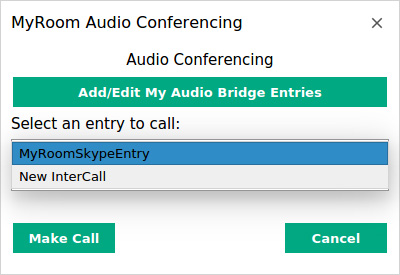 MyRoom Audio Conferencing
Audio Conferencing
Add/Edit My Audio Bridge Entries
Select an entry to call:
MyRoomSkypeEntry
New InterCall
Make Call
Cancel